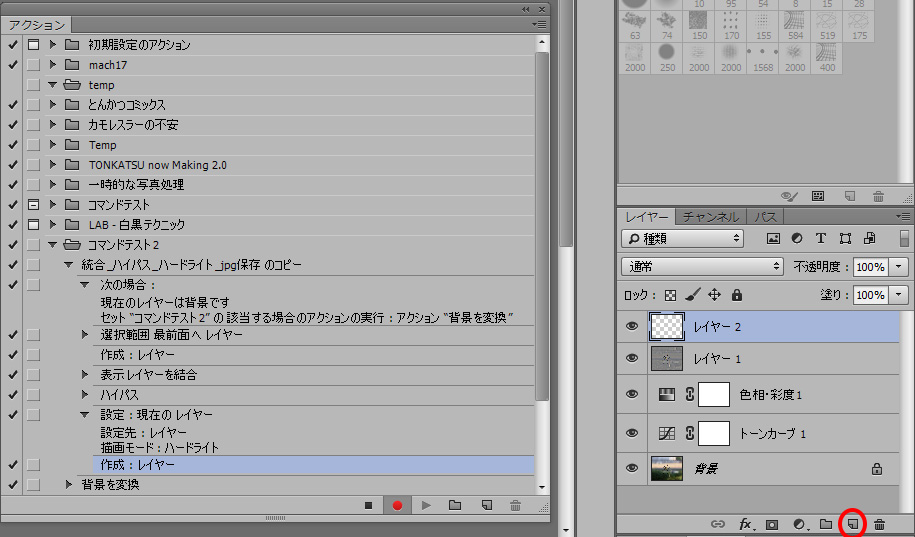 アクション
初期設定のアクション
mach17
temp
とんかつコミックス
カモレスラーの不安
Temp
TONKATSU now Making 2.0
一時的な写真処理
コマンドテスト
LAB - 白黒テクニック
コマンドテスト2
統合_ハイパス_ハードライト_jpg保存 のコピー
次の場合：
現在のレイヤーは背景です
セット “コマンドテスト2” の 該当する場合のアクションの実行：アクション “背景を変換”
選択範囲 最前面へ レイヤー
作成：レイヤー
表示レイヤーを結合
ハイパス
設定：現在の レイヤー
設定先：レイヤー
描画モード：ハードライト
作成：レイヤー
背景を変換
10 95 54 8 15 28
63 74 150 170 155 584 519 175
2000 250 2000 2000 1568 2000 400
レイヤー チャンネル パス
種類 T
通常 不透明度： 100%
ロック： 塗り： 100%
レイヤー 2
レイヤー 1
色相・彩度 1
トーンカーブ 1
背景
fx